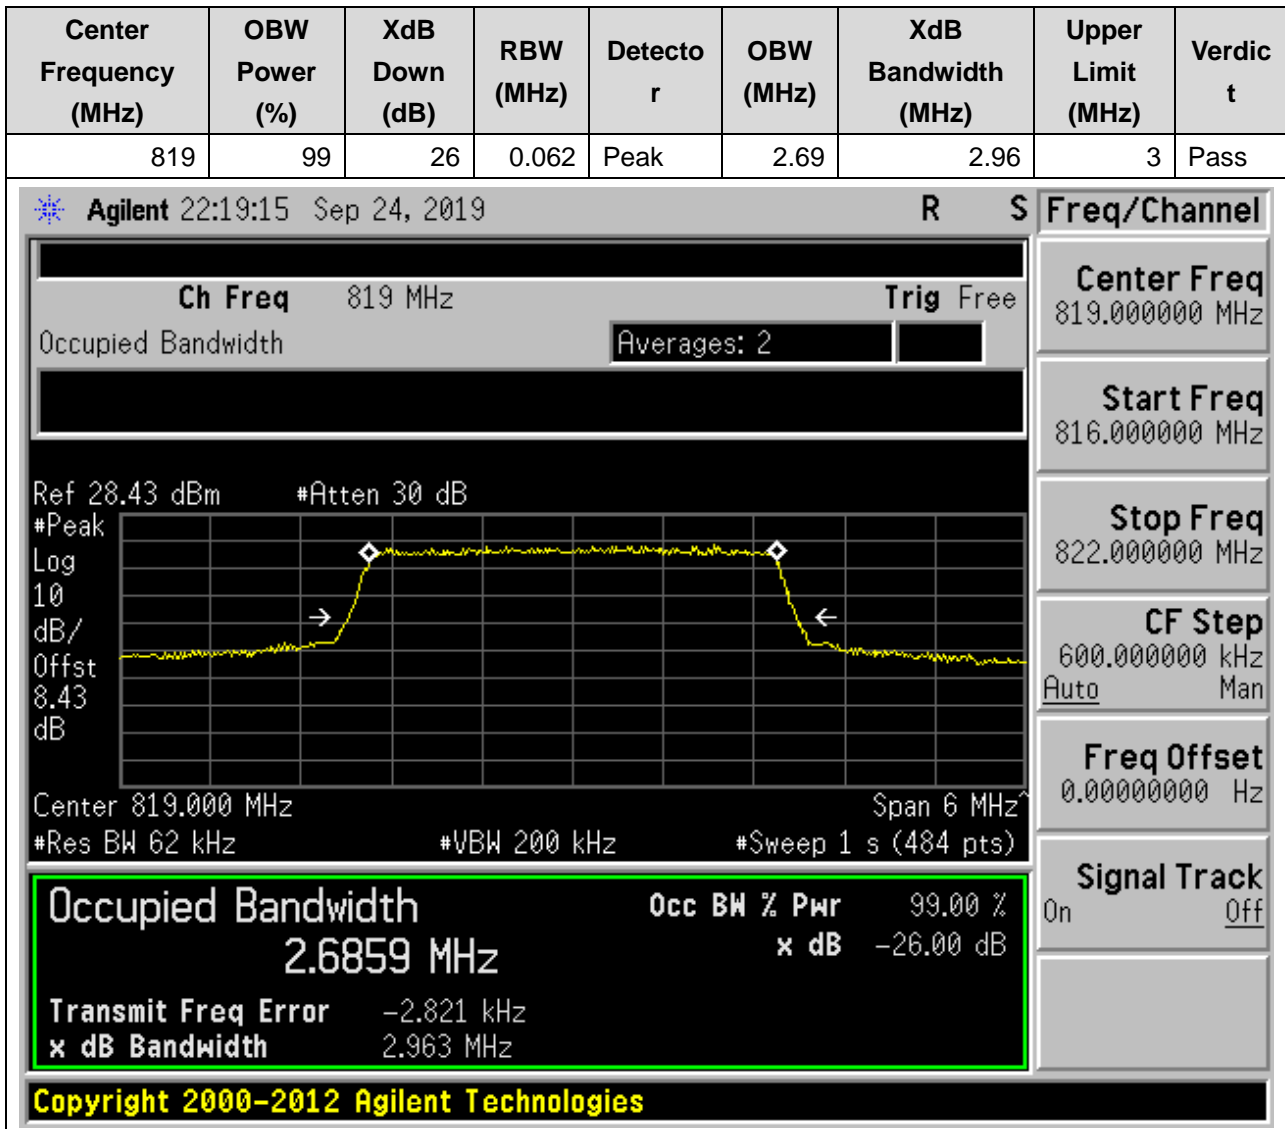 Center Frequency (MHz) OBW Power (%) XdB Down (dB) RBW (MHz) Detecto r OBW (MHz) XdB Bandwidth (MHz) Upper Limit (MHz) Verdic t
819 99 26 0.062 Peak 2.69 2.96 3 Pass
Agilent 22:19:15 Sep 24, 2019 R S Freq/Channel
Ch Freq 819 MHz Trig Free
Occupied Bandwidth Averages: 2
Center Freq
819.000000 MHz
Start Freq
816.000000 MHz
Stop Freq
822.000000 MHz
CF Step
600.000000 kHz
Auto Man
Freq Offset
0.00000000 Hz
Signal Track
On Off
Ref 28.43 dBm #Atten 30 dB
#Peak
Log
10
dB/
Offst
8.43
dB
Center 819.000 MHz Span 6 MHz^
#Res BW 62 kHz #VBW 200 kHz #Sweep 1 s (484 pts)
Occupied Bandwidth Occ BW % Pwr 99.00 %
2.6859 MHz x dB -26.00 dB
Transmit Freq Error -2.821 kHz
x dB Bandwidth 2.963 MHz
Copyright 2000-2012 Agilent Technologies